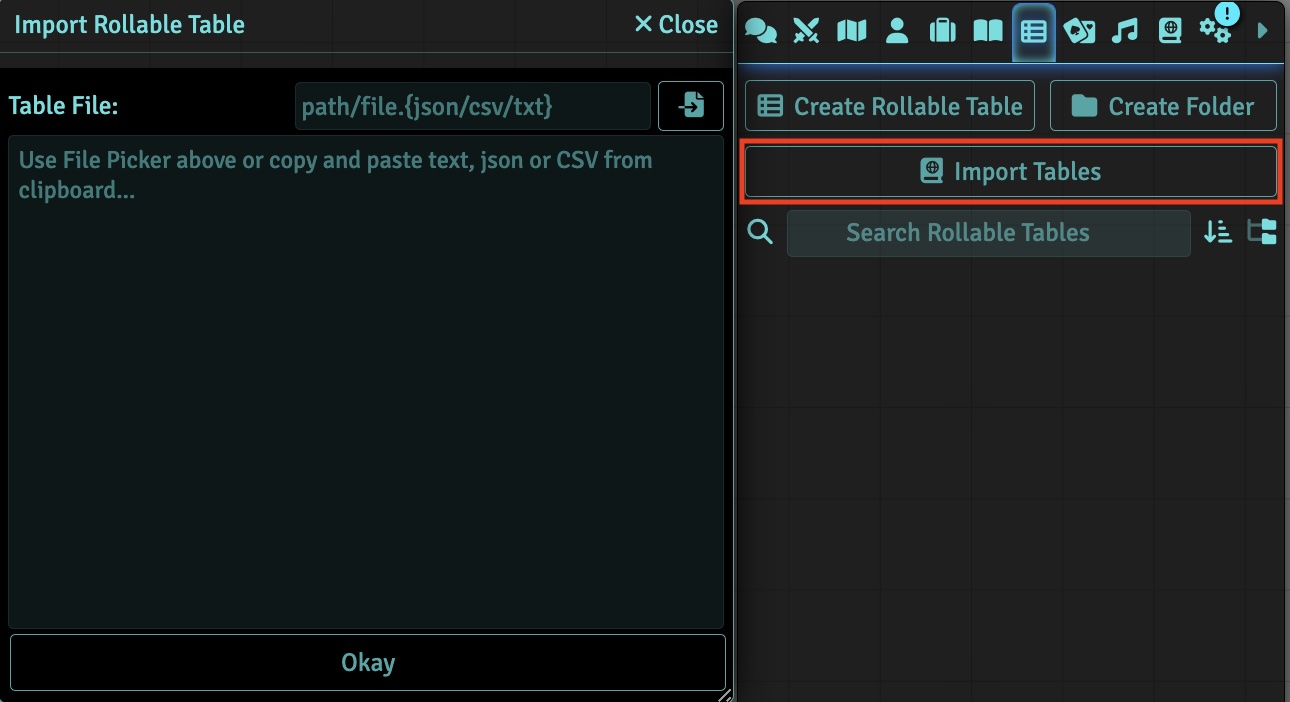 Import Rollable Table
Close
Table File:
path/file.{json/csv/txt}
Use File Picker above or copy and paste text, json or CSV from
clipboard...
Okay
Create Rollable Table
Create Folder
Import Tables
Search Rollable Tables